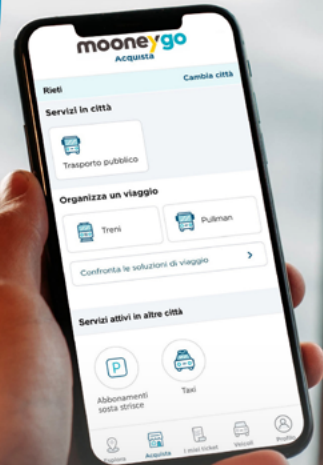 mooneygo
Acquista
Rieti
Cambia città
Servizi in città
Trasporto pubblico
Organizza un viaggio
Treni
Pullman
Confronta le soluzioni di viaggio
Servizi attivi in altre città
P
Abbonamenti
sosta strisce
Taxi
Esplora
Acquista
I miei ticket
Veicoli
Profilo